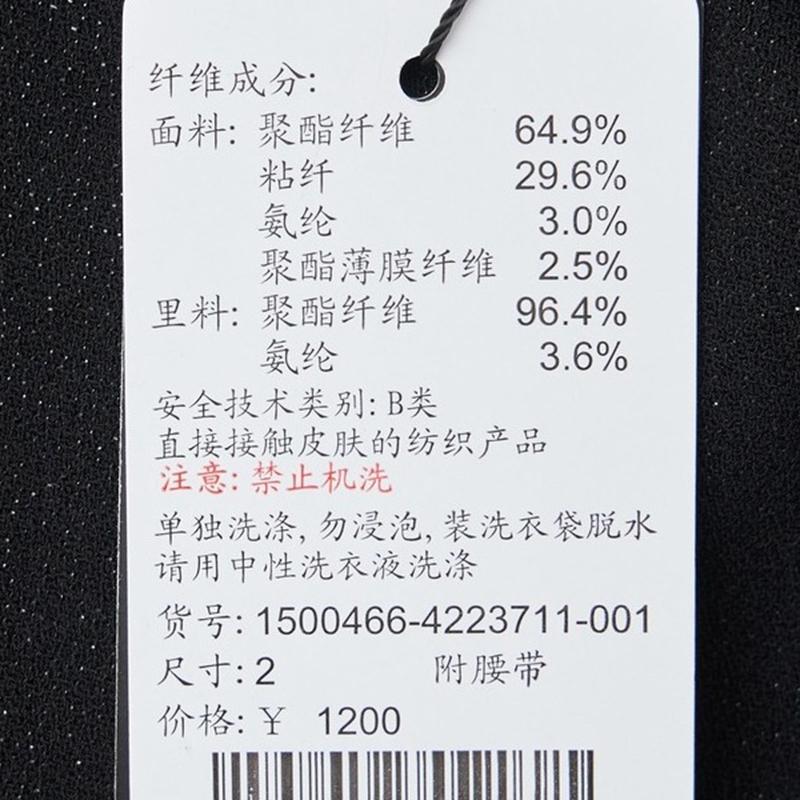 纤维成分:
面料: 聚酯纤维 64.9%
粘纤 29.6%
氨纶 3.0%
聚酯薄膜纤维 2.5%
里料: 聚酯纤维 96.4%
氨纶 3.6%
安全技术类别: B类
直接接触皮肤的纺织产品
注意: 禁止机洗
单独洗涤, 勿浸泡, 装洗衣袋脱水
请用中性洗衣液洗涤
货号: 1500466-4223711-001
尺寸: 2 附腰带
价格: ￥ 1200